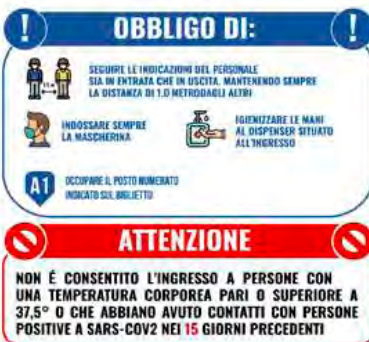 ! OBBLIGO DI: !
SEGUIRE LE INDICAZIONI DEL PERSONALE
SIA IN ENTRATA CHE IN USCITA, MANTENENDO SEMPRE
LA DISTANZA DI 1.0 METRODAGLI ALTRI
INDOSSARE SEMPRE
LA MASCHERINA
IGIENIZZARE LE MANI
AL DISPENSER SITUATO
ALL'INGRESSO
A1
OCCUPARE IL POSTO NUMERATO
INDICATO SUL BIGLIETTO
ATTENZIONE
NON É CONSENTITO L'INGRESSO A PERSONE CON
UNA TEMPERATURA CORPOREA PARI O SUPERIORE A
37,5° O CHE ABBIANO AVUTO CONTATTI CON PERSONE
POSITIVE A SARS-COV2 NEI 15 GIORNI PRECEDENTI